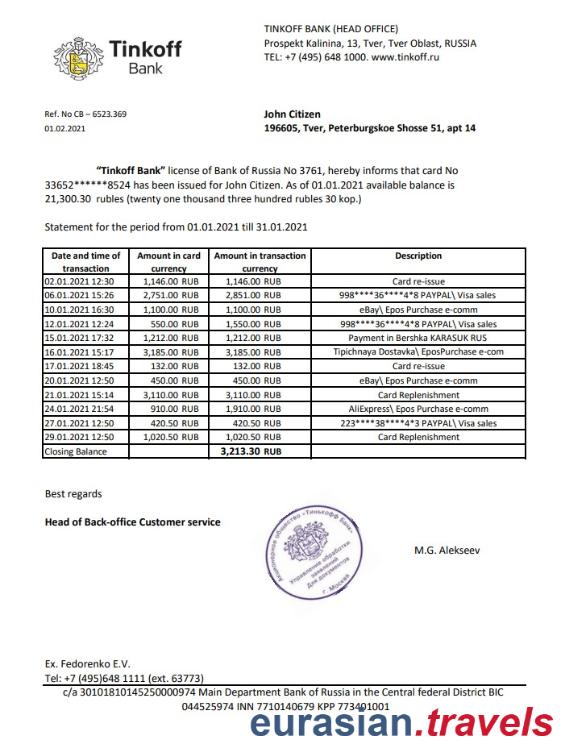 Tinkoff
Bank
TINKOFF BANK (HEAD OFFICE)
Prospekt Kalinina, 13, Tver, Tver Oblast, RUSSIA
TEL: +7 (495) 648 1000. www.tinkoff.ru
Ref. No CB – 6523.369
01.02.2021
John Citizen
196605, Tver, Peterburgskoe Shosse 51, apt 14
“Tinkoff Bank” license of Bank of Russia No 3761, hereby informs that card No
33652******8524 has been issued for John Citizen. As of 01.01.2021 available balance is
21,300.30 rubles (twenty one thousand three hundred rubles 30 kop.)
Statement for the period from 01.01.2021 till 31.01.2021
Date and time of transaction Amount in card currency Amount in transaction currency Description
02.01.2021 12:30 1,146.00 RUB 1,146.00 RUB Card re-issue
06.01.2021 15:26 2,751.00 RUB 2,851.00 RUB 998****36****4*8 PAYPAL\ Visa sales
10.01.2021 16:30 1,100.00 RUB 1,100.00 RUB eBay\ Epos Purchase e-comm
12.01.2021 12:24 550.00 RUB 1,550.00 RUB 998****36****4*8 PAYPAL\ Visa sales
15.01.2021 17:32 1,212.00 RUB 1,212.00 RUB Payment in Bershka KARASUK RUS
16.01.2021 15:17 3,185.00 RUB 3,185.00 RUB Tipichnaya Dostavka\ EposPurchase e-com
17.01.2021 18:45 132.00 RUB 132.00 RUB Card re-issue
20.01.2021 12:50 450.00 RUB 450.00 RUB eBay\ Epos Purchase e-comm
21.01.2021 15:14 3,110.00 RUB 3,110.00 RUB Card Replenishment
24.01.2021 21:54 910.00 RUB 1,910.00 RUB AliExpress\ Epos Purchase e-comm
27.01.2021 12:50 420.50 RUB 420.50 RUB 223****38****4*3 PAYPAL\ Visa sales
29.01.2021 12:50 1,020.50 RUB 1,020.50 RUB Card Replenishment
Closing Balance 3,213.30 RUB
Best regards
Head of Back-office Customer service
Акционерное общество «Тинькофф Банк»
Управление обработки
заявлений
Для документов
г. Москва
M.G. Alekseev
Ex. Fedorenko E.V.
Tel: +7 (495)648 1111 (ext. 63773)
c/a 30101810145250000974 Main Department Bank of Russia in the Central federal District BIC
044525974 INN 7710140679 KPP 773401001
eurasian.travels